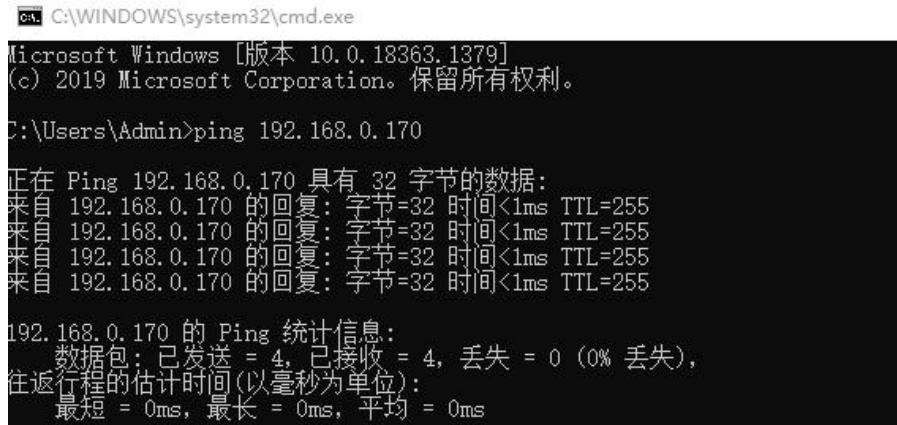 C:\WINDOWS\system32\cmd.exe
Microsoft Windows [版本 10.0.18363.1379]
(c) 2019 Microsoft Corporation。保留所有权利。
C:\Users\Admin>ping 192.168.0.170
正在 Ping 192.168.0.170 具有 32 字节的数据:
来自 192.168.0.170 的回复: 字节=32 时间<1ms TTL=255
来自 192.168.0.170 的回复: 字节=32 时间<1ms TTL=255
来自 192.168.0.170 的回复: 字节=32 时间<1ms TTL=255
来自 192.168.0.170 的回复: 字节=32 时间<1ms TTL=255
192.168.0.170 的 Ping 统计信息:
数据包: 已发送 = 4，已接收 = 4，丢失 = 0 (0% 丢失)，
往返行程的估计时间(以毫秒为单位):
最短 = 0ms，最长 = 0ms，平均 = 0ms